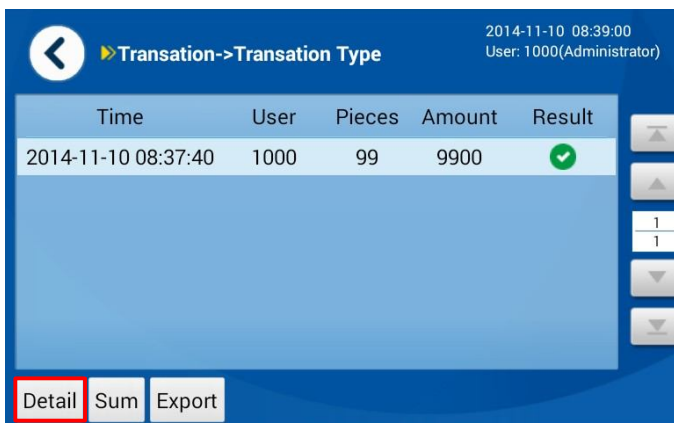 2014-11-10 08:39:00
»Transation->Transation Type
User: 1000(Administrator)
Time User Pieces Amount Result
2014-11-10 08:37:40 1000 99 9900
1
1
Detail Sum Export